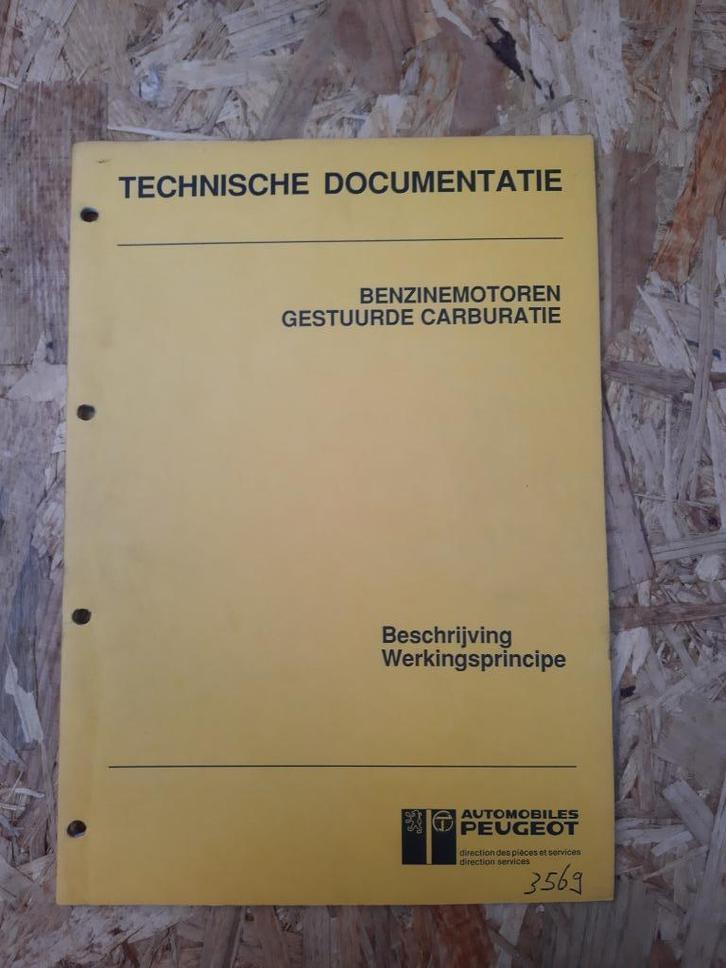 TECHNISCHE DOCUMENTATIE
BENZINEMOTOREN
GESTUURDE CARBURATIE
Beschrijving
Werkingsprincipe
AUTOMOBILES
PEUGEOT
direction des pièces et services
direction services
3569